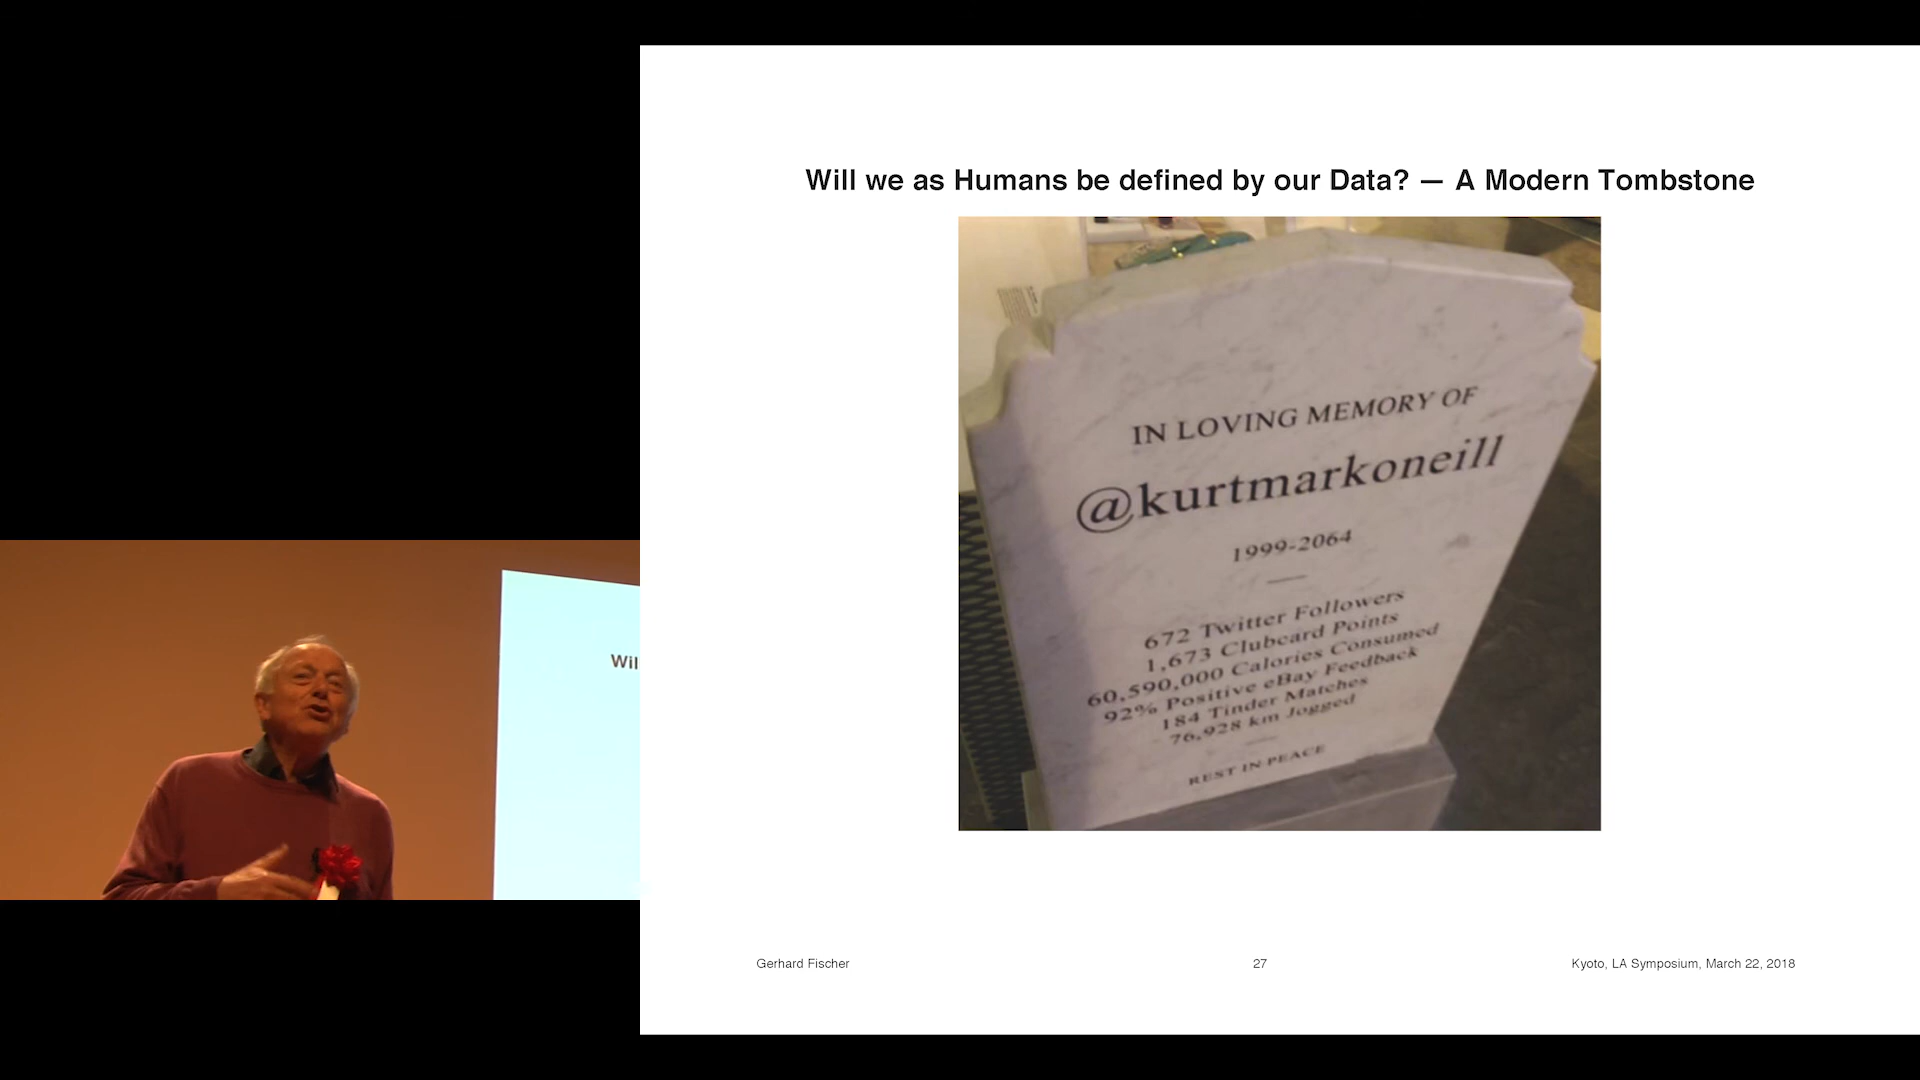 Will we as Humans be defined by our Data? — A Modern Tombstone
IN LOVING MEMORY OF
@kurtmarkoneill
1999-2064
672 Twitter Followers
1,673 Clubcard Points
60,590,000 Calories Consumed
92% Positive eBay Feedback
184 Tinder Matches
76,928 km Jogged
REST IN PEACE
Wil
Gerhard Fischer
27
Kyoto, LA Symposium, March 22, 2018